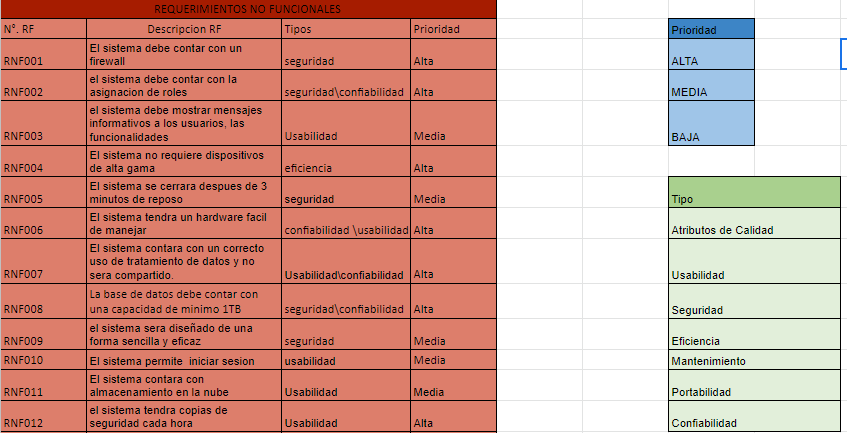 REQUERIMIENTOS NO FUNCIONALES
N°. RF Descripcion RF Tipos Prioridad
RNF001 El sistema debe contar con un firewall seguridad Alta
RNF002 el sistema debe contar con la asignacion de roles seguridad\confiabilidad Alta
RNF003 el sistema debe mostrar mensajes informativos a los usuarios, las funcionalidades Usabilidad Media
RNF004 El sistema no requiere dispositivos de alta gama eficiencia Alta
RNF005 El sistema se cerrara despues de 3 minutos de reposo seguridad Media
RNF006 El sistema tendra un hardware facil de manejar confiabilidad \usabilidad Alta
RNF007 El sistema contara con un correcto uso de tratamiento de datos y no sera compartido. Usabilidad\confiabilidad Alta
RNF008 La base de datos debe contar con una capacidad de minimo 1TB seguridad\confiabilidad Alta
RNF009 el sistema sera diseñado de una forma sencilla y eficaz seguridad Media
RNF010 El sistema permite iniciar sesion usabilidad Media
RNF011 El sistema contara con almacenamiento en la nube Usabilidad Media
RNF012 el sistema tendra copias de seguridad cada hora Usabilidad Alta
Prioridad
ALTA
MEDIA
BAJA
Tipo
Atributos de Calidad
Usabilidad
Seguridad
Eficiencia
Mantenimiento
Portabilidad
Confiabilidad